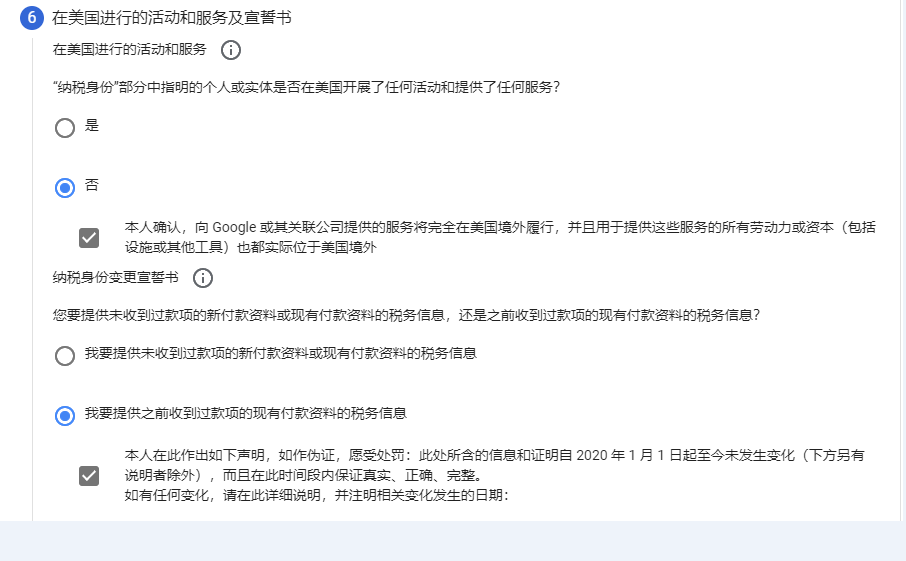 6 在美国进行的活动和服务及宣誓书
在美国进行的活动和服务
“纳税身份”部分中指明的个人或实体是否在美国开展了任何活动和提供了任何服务？
是
否
本人确认，向 Google 或其关联公司提供的服务将完全在美国境外履行，并且用于提供这些服务的所有劳动力或资本（包括
设施或其他工具）也都实际位于美国境外
纳税身份变更宣誓书
您要提供未收到过款项的新付款资料或现有付款资料的税务信息，还是之前收到过款项的现有付款资料的税务信息？
我要提供未收到过款项的新付款资料或现有付款资料的税务信息
我要提供之前收到过款项的现有付款资料的税务信息
本人在此作出如下声明，如作伪证，愿受处罚：此处所含的信息和证明自 2020 年 1 月 1 日起至今未发生变化（下方另有
说明者除外），而且在此时间段内保证真实、正确、完整。
如有任何变化，请在此详细说明，并注明相关变化发生的日期：